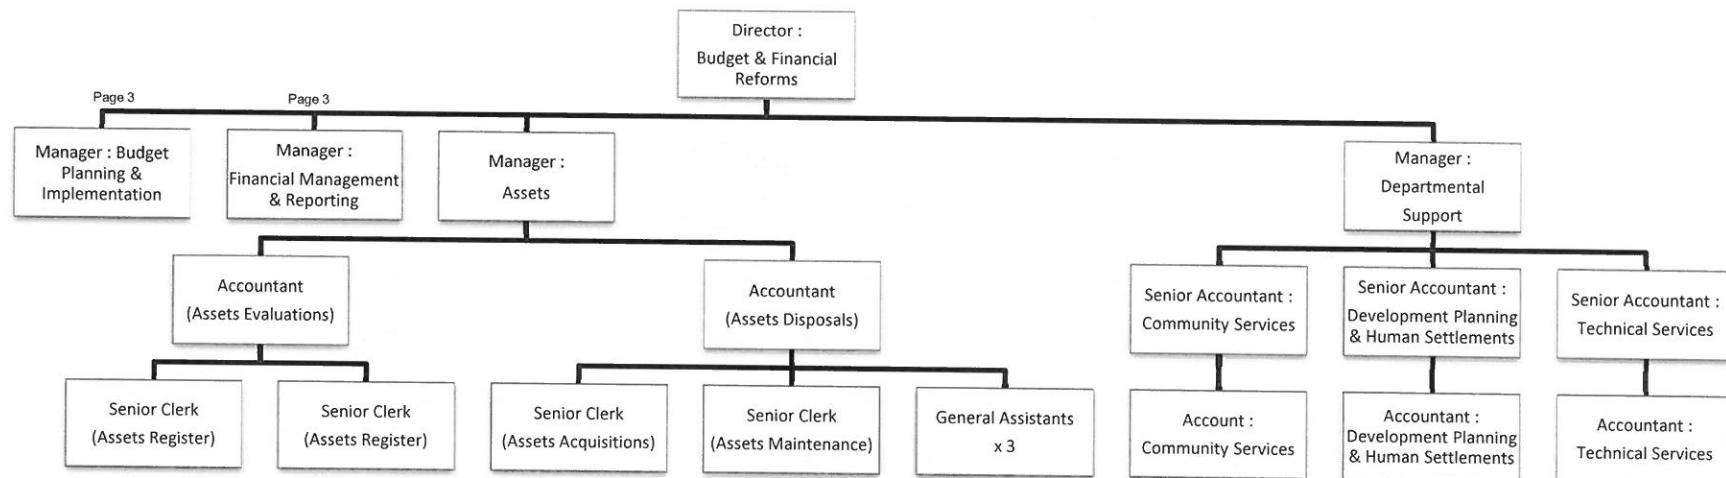 Director :
Budget & Financial
Reforms
Page 3
Page 3
Manager : Budget
Planning &
Implementation
Manager :
Financial Management
& Reporting
Manager :
Assets
Manager :
Departmental
Support
Accountant
(Assets Evaluations)
Accountant
(Assets Disposals)
Senior Accountant :
Community Services
Senior Accountant :
Development Planning
& Human Settlements
Senior Accountant :
Technical Services
Senior Clerk
(Assets Register)
Senior Clerk
(Assets Register)
Senior Clerk
(Assets Acquisitions)
Senior Clerk
(Assets Maintenance)
General Assistants
x 3
Account :
Community Services
Accountant :
Development Planning
& Human Settlements
Accountant :
Technical Services